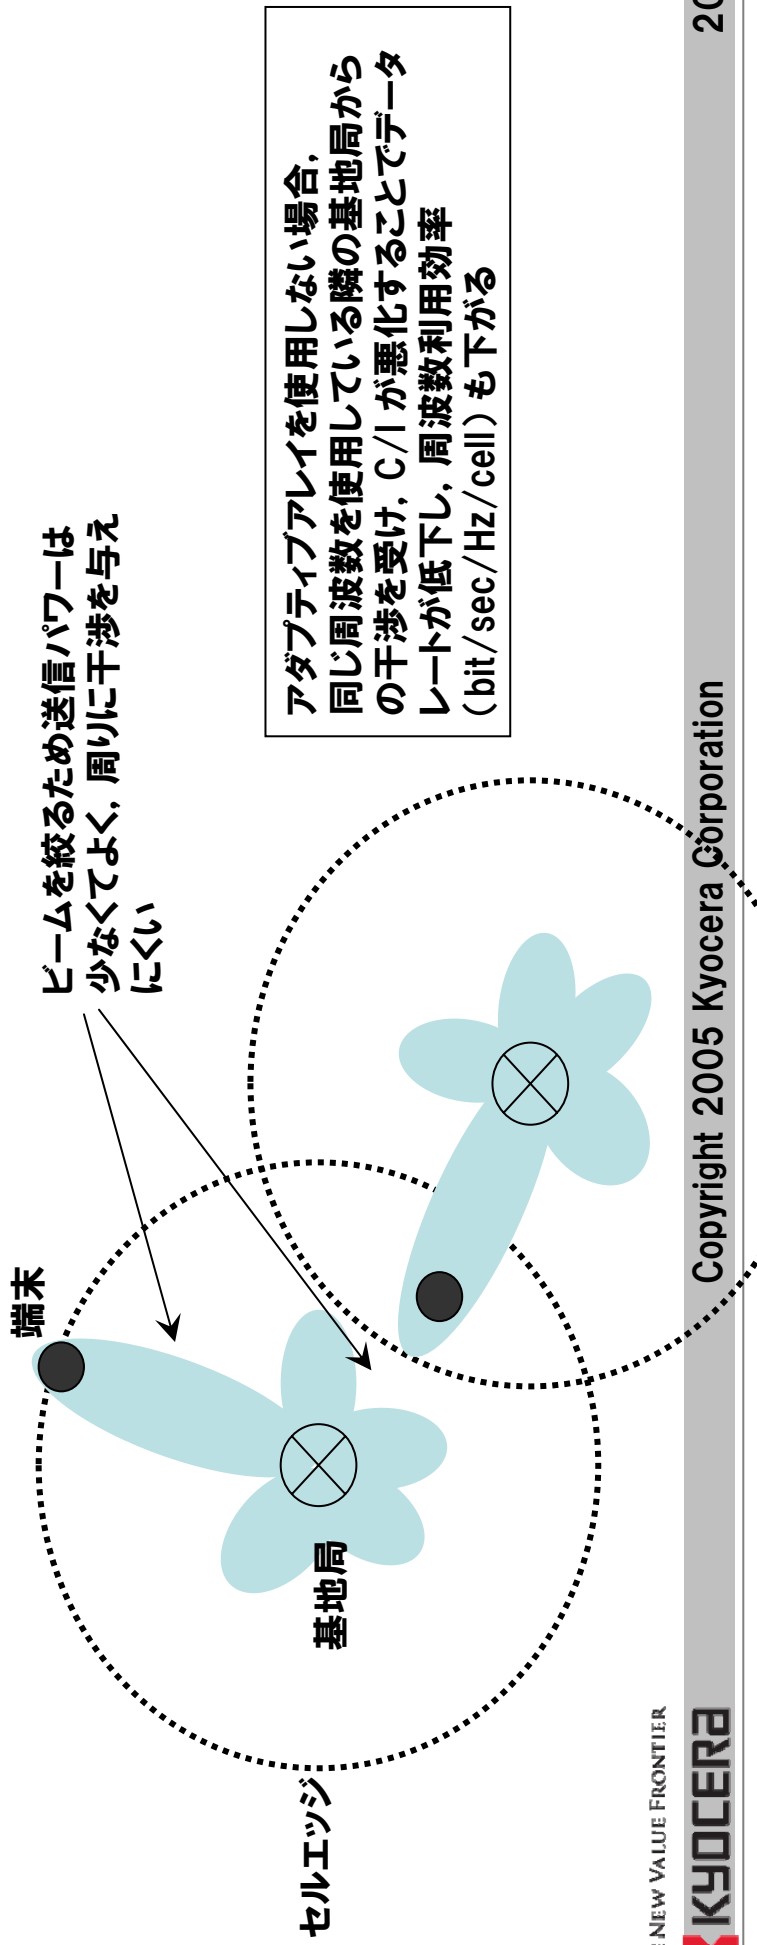 ビームを絞るため送信パワーは
少なくてよく，周りに干渉を与え
にくい
端末
アダプティブアレイを使用しない場合，
同じ周波数を使用している隣の基地局から
の干渉を受け，C/I が悪化することでデータ
レートが低下し，周波数利用効率
（bit/sec/Hz/cell）も下がる
基地局
セルエッジ
NEW VALUE FRONTIER
KYOCERA
Copyright 2005 Kyocera Corporation
20